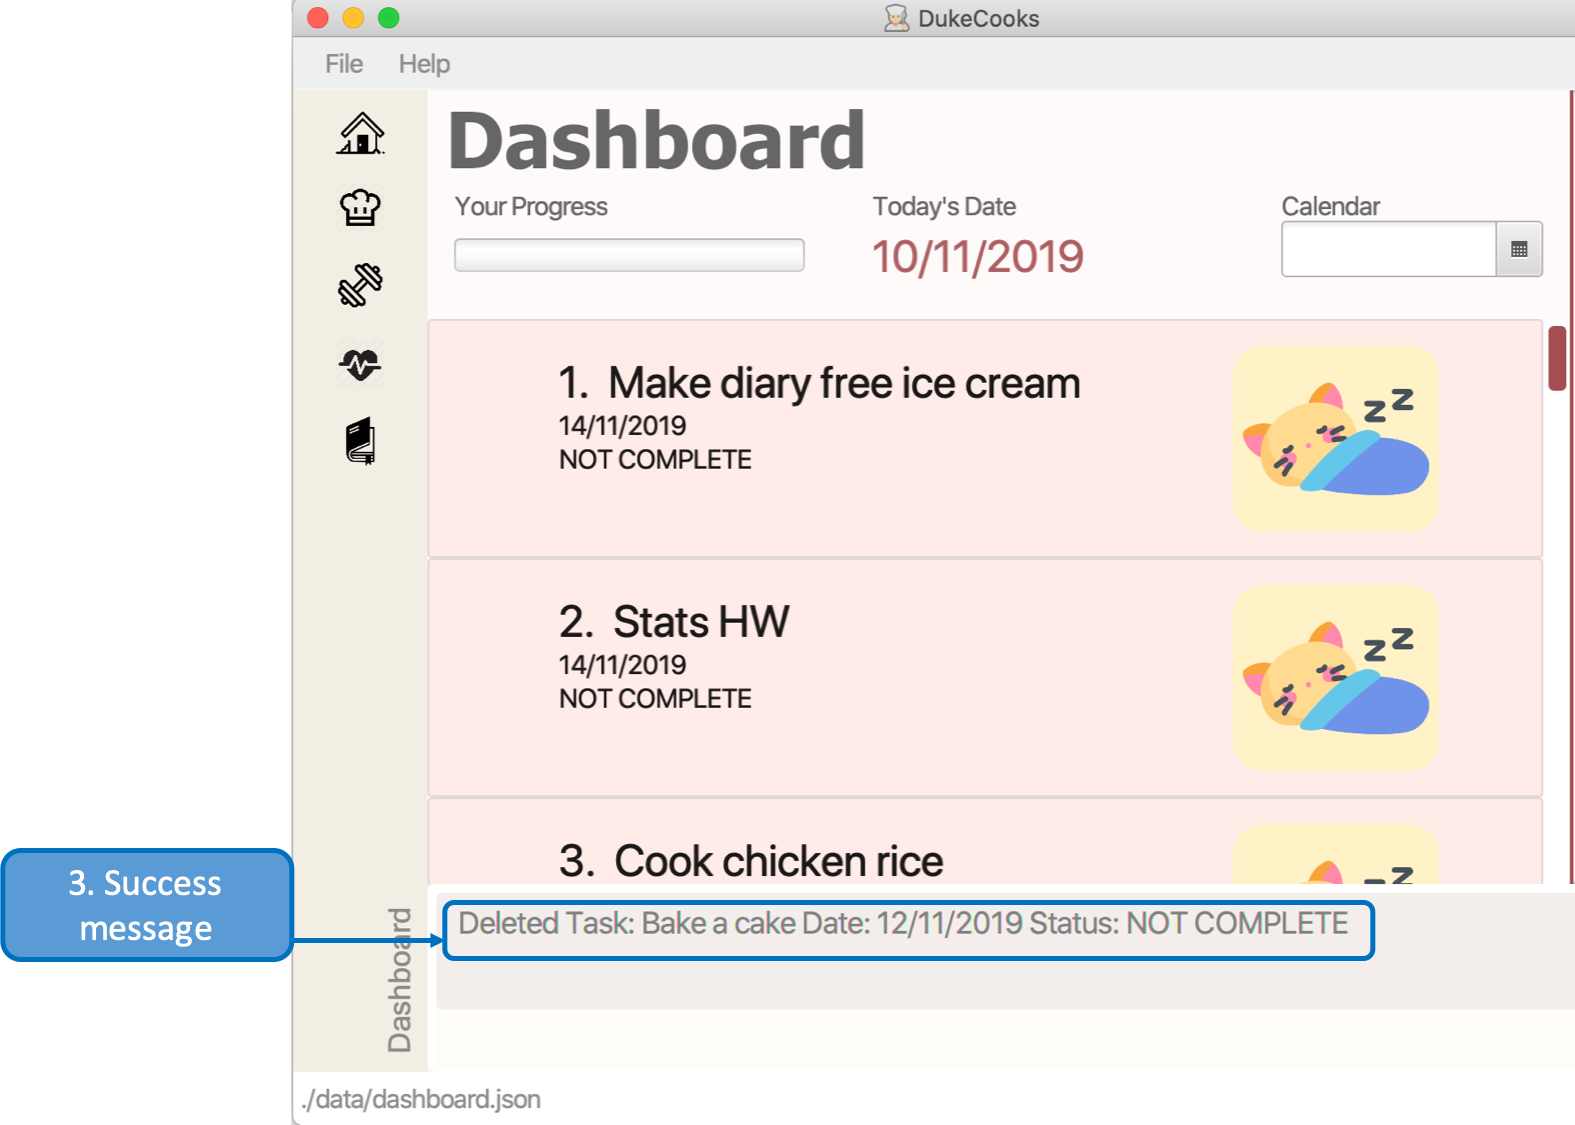 DukeCooks
File Help
Dashboard
Your Progress
Today's Date
Calendar
10/11/2019
1. Make diary free ice cream
14/11/2019
NOT COMPLETE
z z
2. Stats HW
14/11/2019
NOT COMPLETE
z z
3. Cook chicken rice
z z
3. Success
message
Deleted Task: Bake a cake Date: 12/11/2019 Status: NOT COMPLETE
Dashboard
./data/dashboard.json